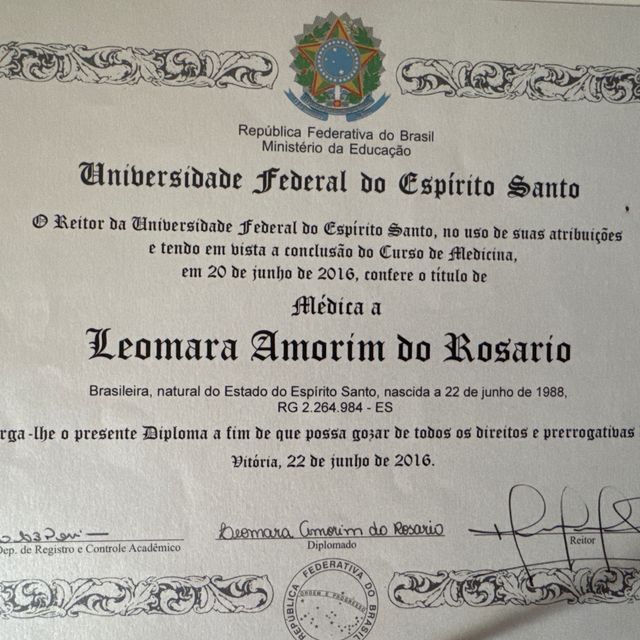 República Federativa do Brasil
Ministério da Educação
Universidade Federal do Espírito Santo
O Reitor da Universidade Federal do Espírito Santo, no uso de suas atribuições
e tendo em vista a conclusão do Curso de Medicina,
em 20 de junho de 2016, confere o título de
Médica a
Leomara Amorim do Rosario
Brasileira, natural do Estado do Espírito Santo, nascida a 22 de junho de 1988,
RG 2.264.984 - ES
rga-lhe o presente Diploma a fim de que possa gozar de todos os direitos e prerrogativas
Vitória, 22 de junho de 2016.
Leomara Amorim do Rosario
Dep. de Registro e Controle Acadêmico
Diplomado
Reitor
REPÚBLICA FEDERATIVA DO BRASIL
ORDEM E PROGRESSO